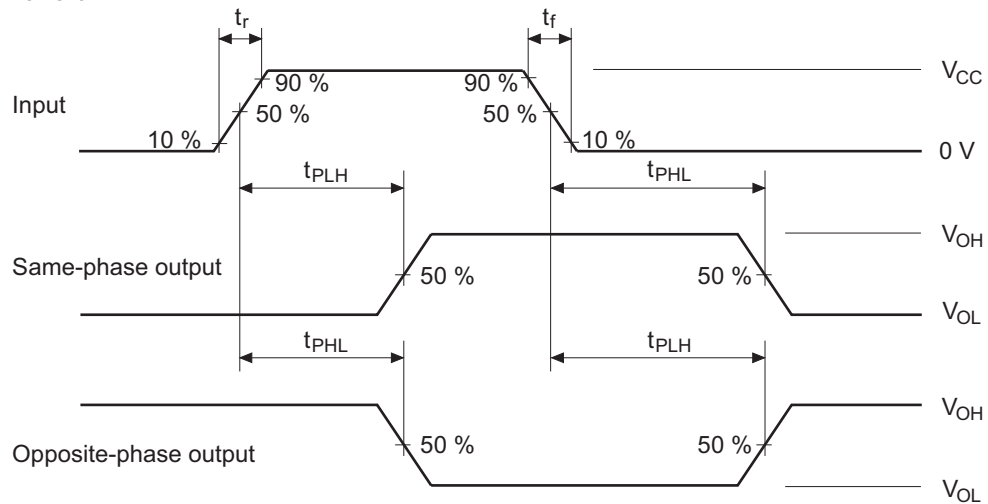 tr tf
90 % 90 % VCC
Input 50 % 50 %
10 % 10 % 0 V
tPLH tPHL
VOH
Same-phase output 50 % 50 %
VOL
tPHL tPLH
VOH
Opposite-phase output 50 % 50 %
VOL